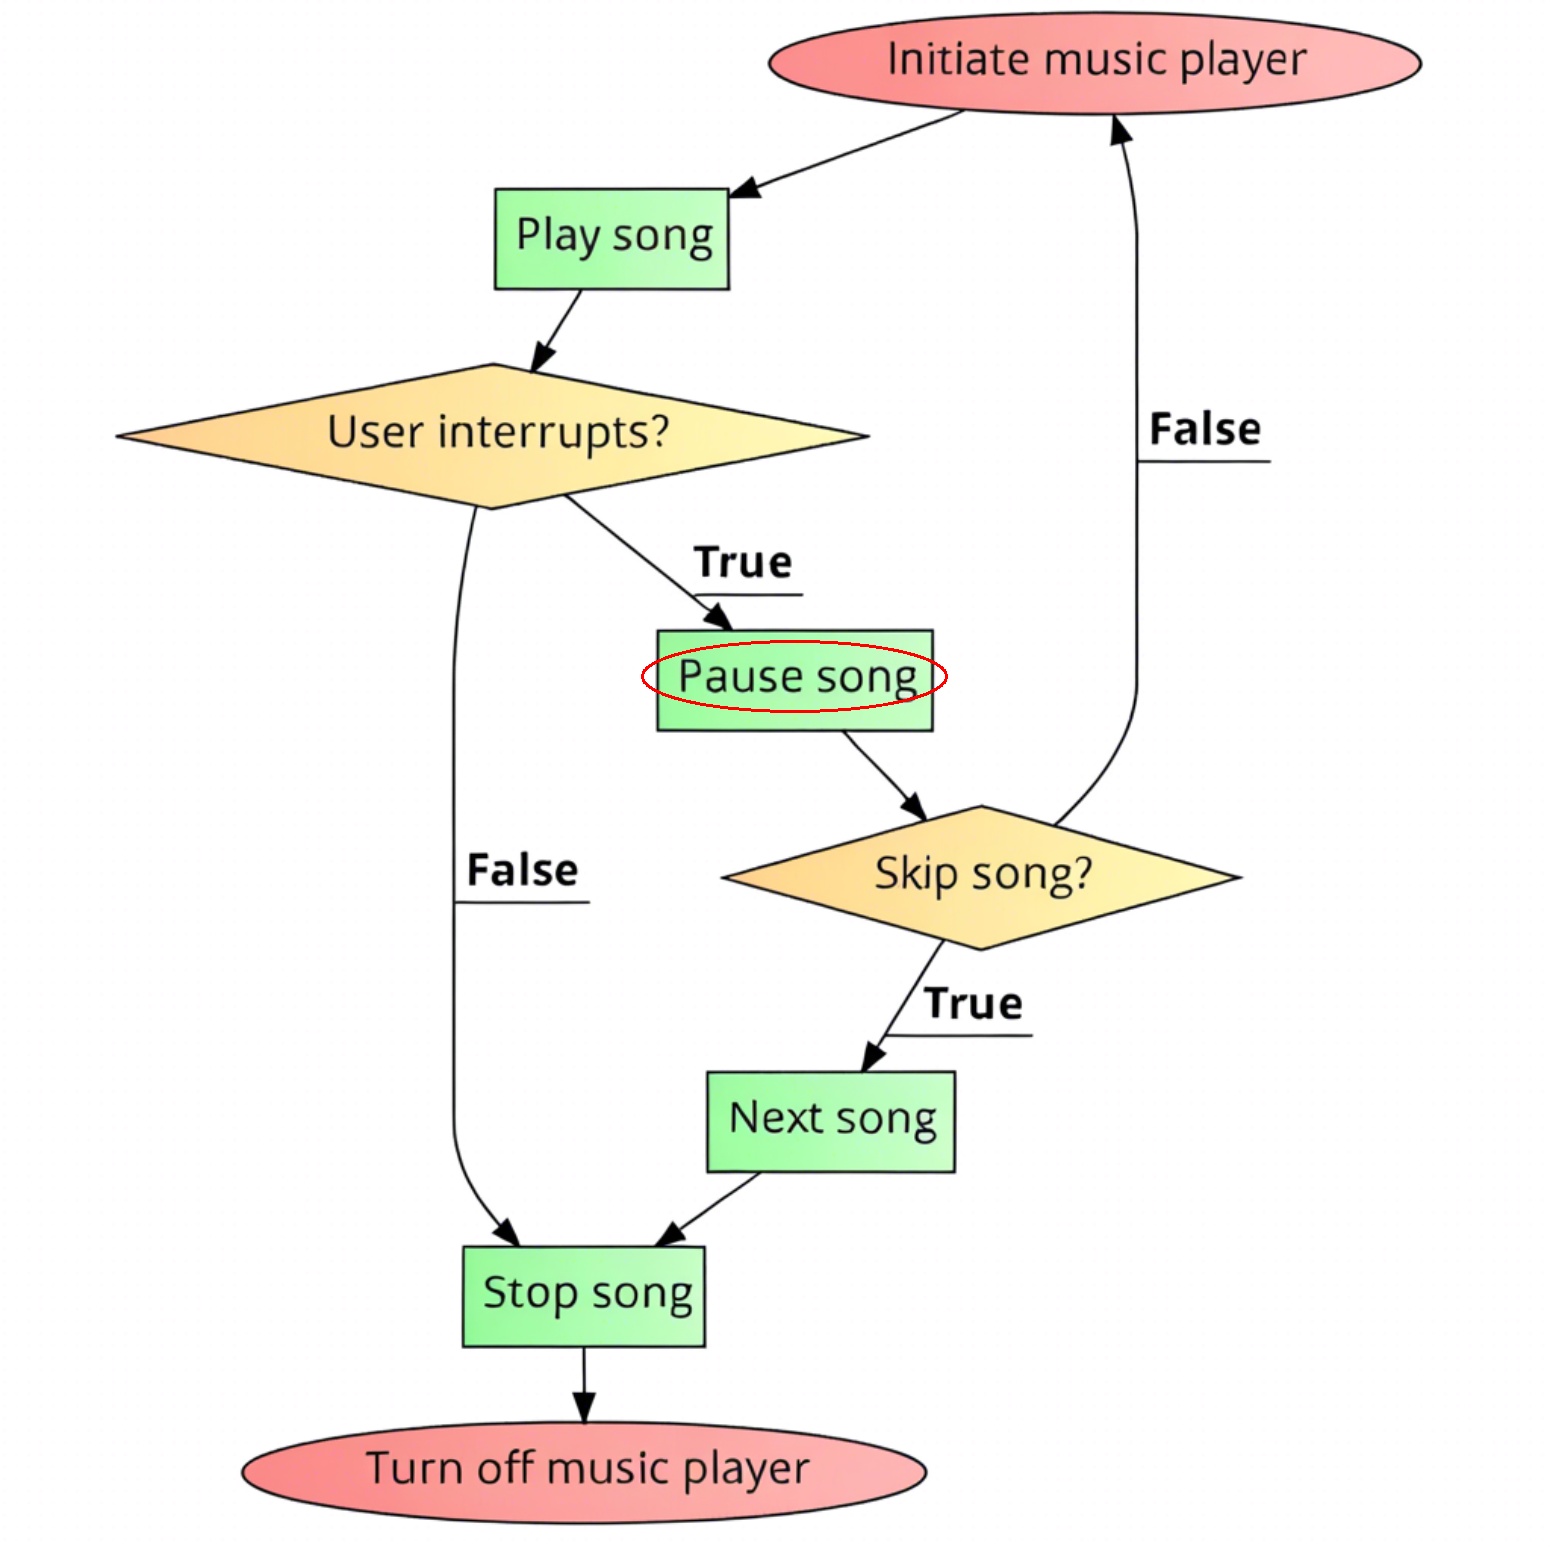 Initiate music player
Play song
User interrupts?
False
True
Pause song
False
Skip song?
True
Next song
Stop song
Turn off music player